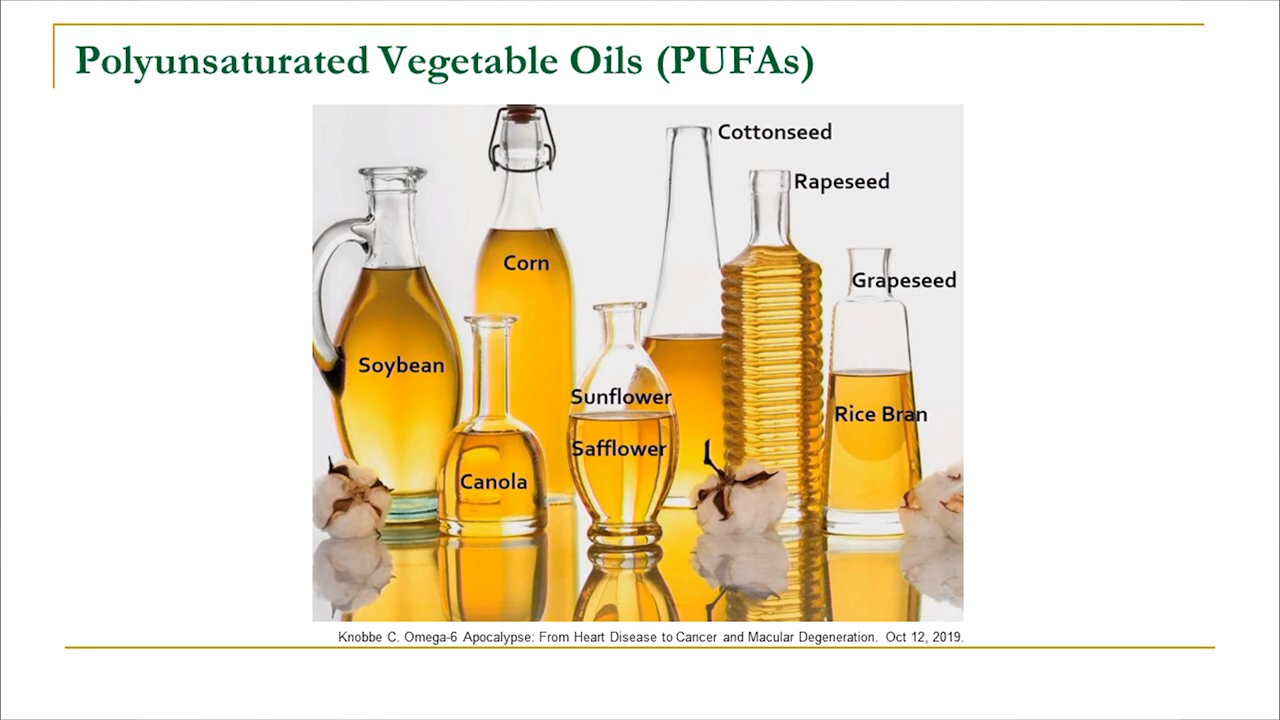 Polyunsaturated Vegetable Oils (PUFAs)
Cottonseed
Rapeseed
Corn
Grapeseed
Soybean
Sunflower
Rice Bran
Safflower
Canola
Knobbe C. Omega-6 Apocalypse: From Heart Disease to Cancer and Macular Degeneration. Oct 12, 2019.